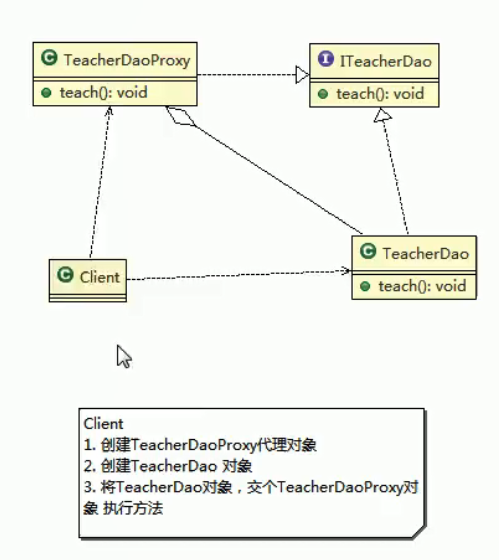 TeacherDaoProxy
teach(): void
ITeacherDao
teach(): void
Client
TeacherDao
teach(): void
Client
1. 创建TeacherDaoProxy代理对象
2. 创建TeacherDao 对象
3. 将TeacherDao对象，交个TeacherDaoProxy对
象 执行方法